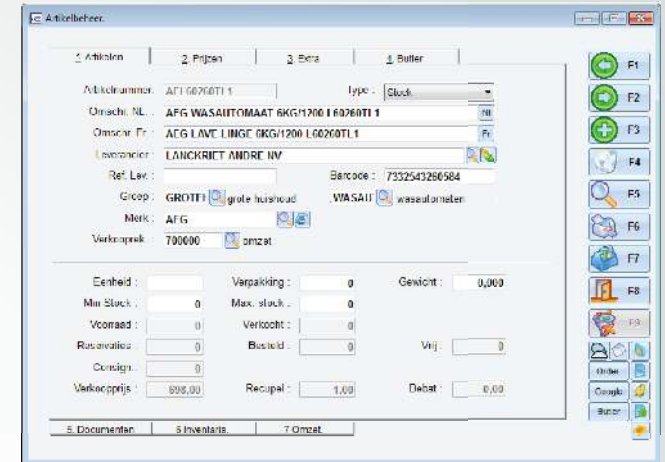 Artikelbeheer.
1. Artikelen 2. Prijzen 3. Extra 4. Butler
Artikelnummer: AEL60260TL1 Type : Stock
Omschr. NL. : AEG WASAUTOMAAT 6KG/1200 L60260TL1 Nl
Omschr. Fr : AEG LAVE LINGE 6KG/1200 L60260TL1 Fr
Leverancier : LANCKRIET ANDRE NV
Ref. Lev. : Barcode : 7332543260584
Groep : GROTEH grote huishoud WASAUT wasautomaten
Merk : AEG
Verkooprek. : 700000 omzet
Eenheid : Verpakking : 0 Gewicht : 0,000
Min Stock : 0 Max. stock : 0
Voorraad : 0 Verkocht : 0
Reservaties : 0 Besteld : 0 Vrij : 0
Consign. : 0
Verkoopprijs : 698,00 Recupel : 1,00 Debat : 0,00
5. Documenten 6 Inventaris. 7 Omzet.
F1
F2
F3
F4
F5
F6
F7
F8
F9
Order
Google
Butler